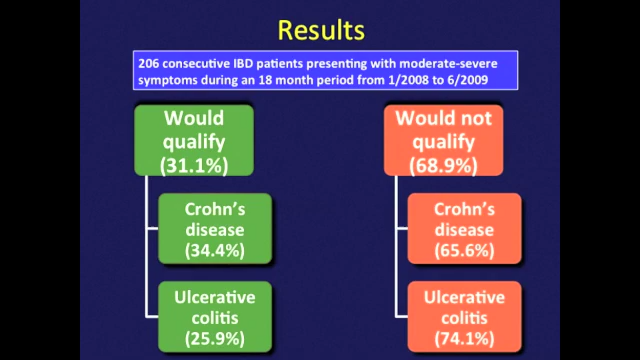 Results
206 consecutive IBD patients presenting with moderate-severe
symptoms during an 18 month period from 1/2008 to 6/2009
Would
qualify
(31.1%)
Crohn's
disease
(34.4%)
Ulcerative
colitis
(25.9%)
Would not
qualify
(68.9%)
Crohn's
disease
(65.6%)
Ulcerative
colitis
(74.1%)